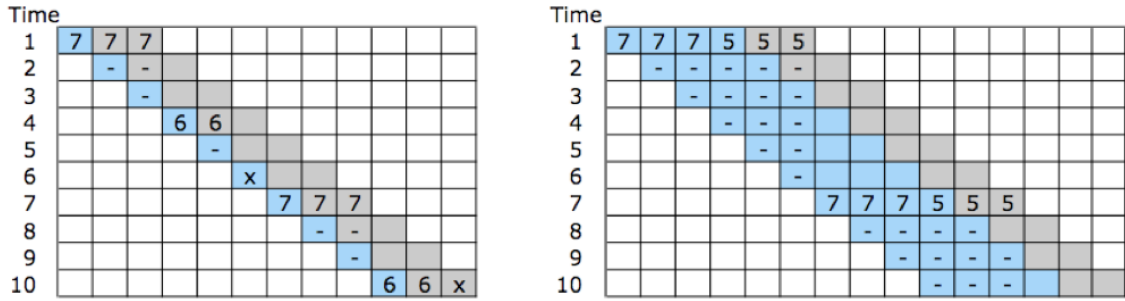 Time Time
1 7 7 7 1 7 7 7 5 5 5
2 - - 2 - - - - -
3 - 3 - - - -
4 6 6 4 - - -
5 - 5 - -
6 x 6 -
7 7 7 7 7 7 7 7 5 5 5
8 - - 8 - - - -
9 - 9 - - - -
10 6 6 x 10 - - -